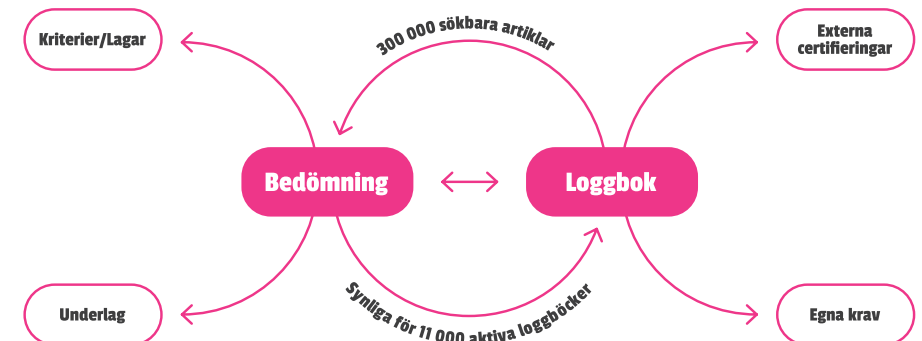 300 000 sökbara artiklar
Kriterier/Lagar
Externa
certifieringar
Bedömning
Loggbok
Synliga för 11 000 aktiva loggböcker
Underlag
Egna krav